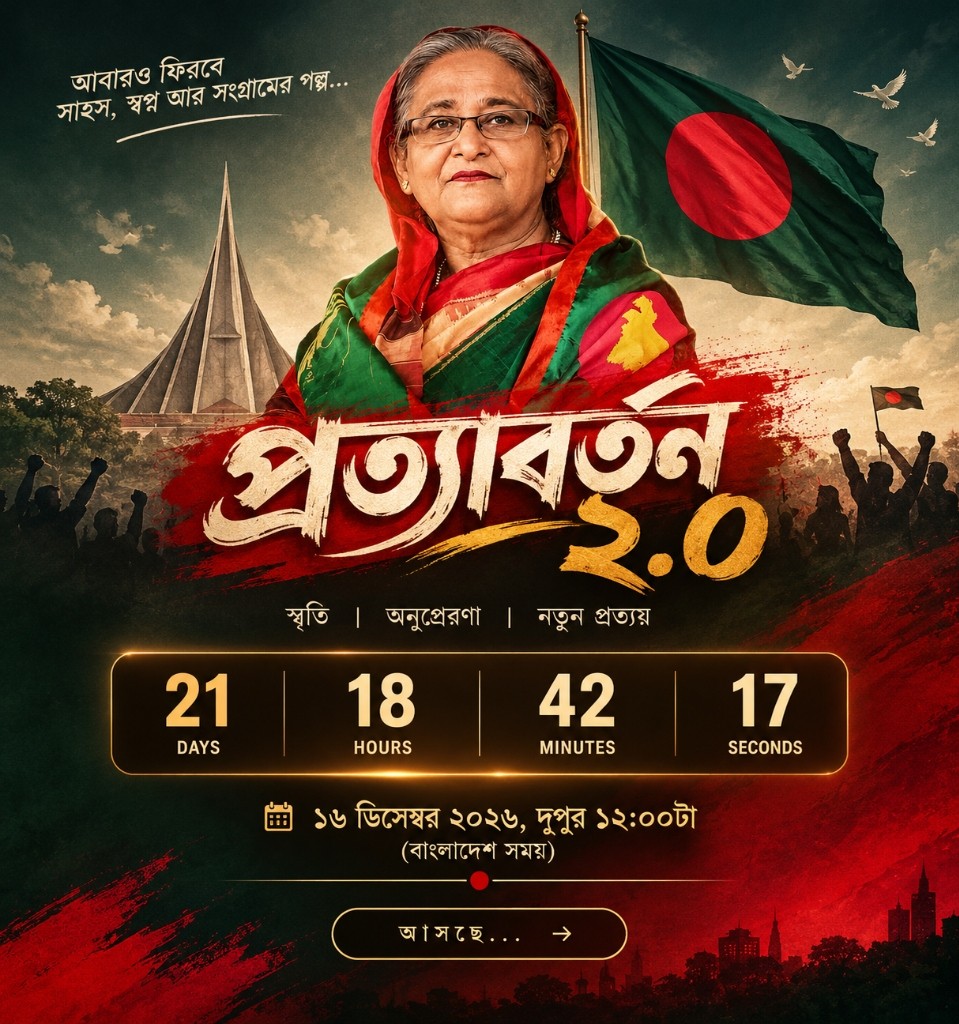 আবারও ফিরবে
সাহস, স্বপ্ন আর সংগ্রামের পল্প...
প্রত্যাবর্তন
২.০
স্মৃতি | অনুপ্রেরণা | নতুন প্রত্যয়
21 18 42 17
DAYS HOURS MINUTES SECONDS
১৬ ডিসেম্বর ২০২৬, দুপুর ১২:০০টা
(বাংলাদেশ সময়)
আসছে... →